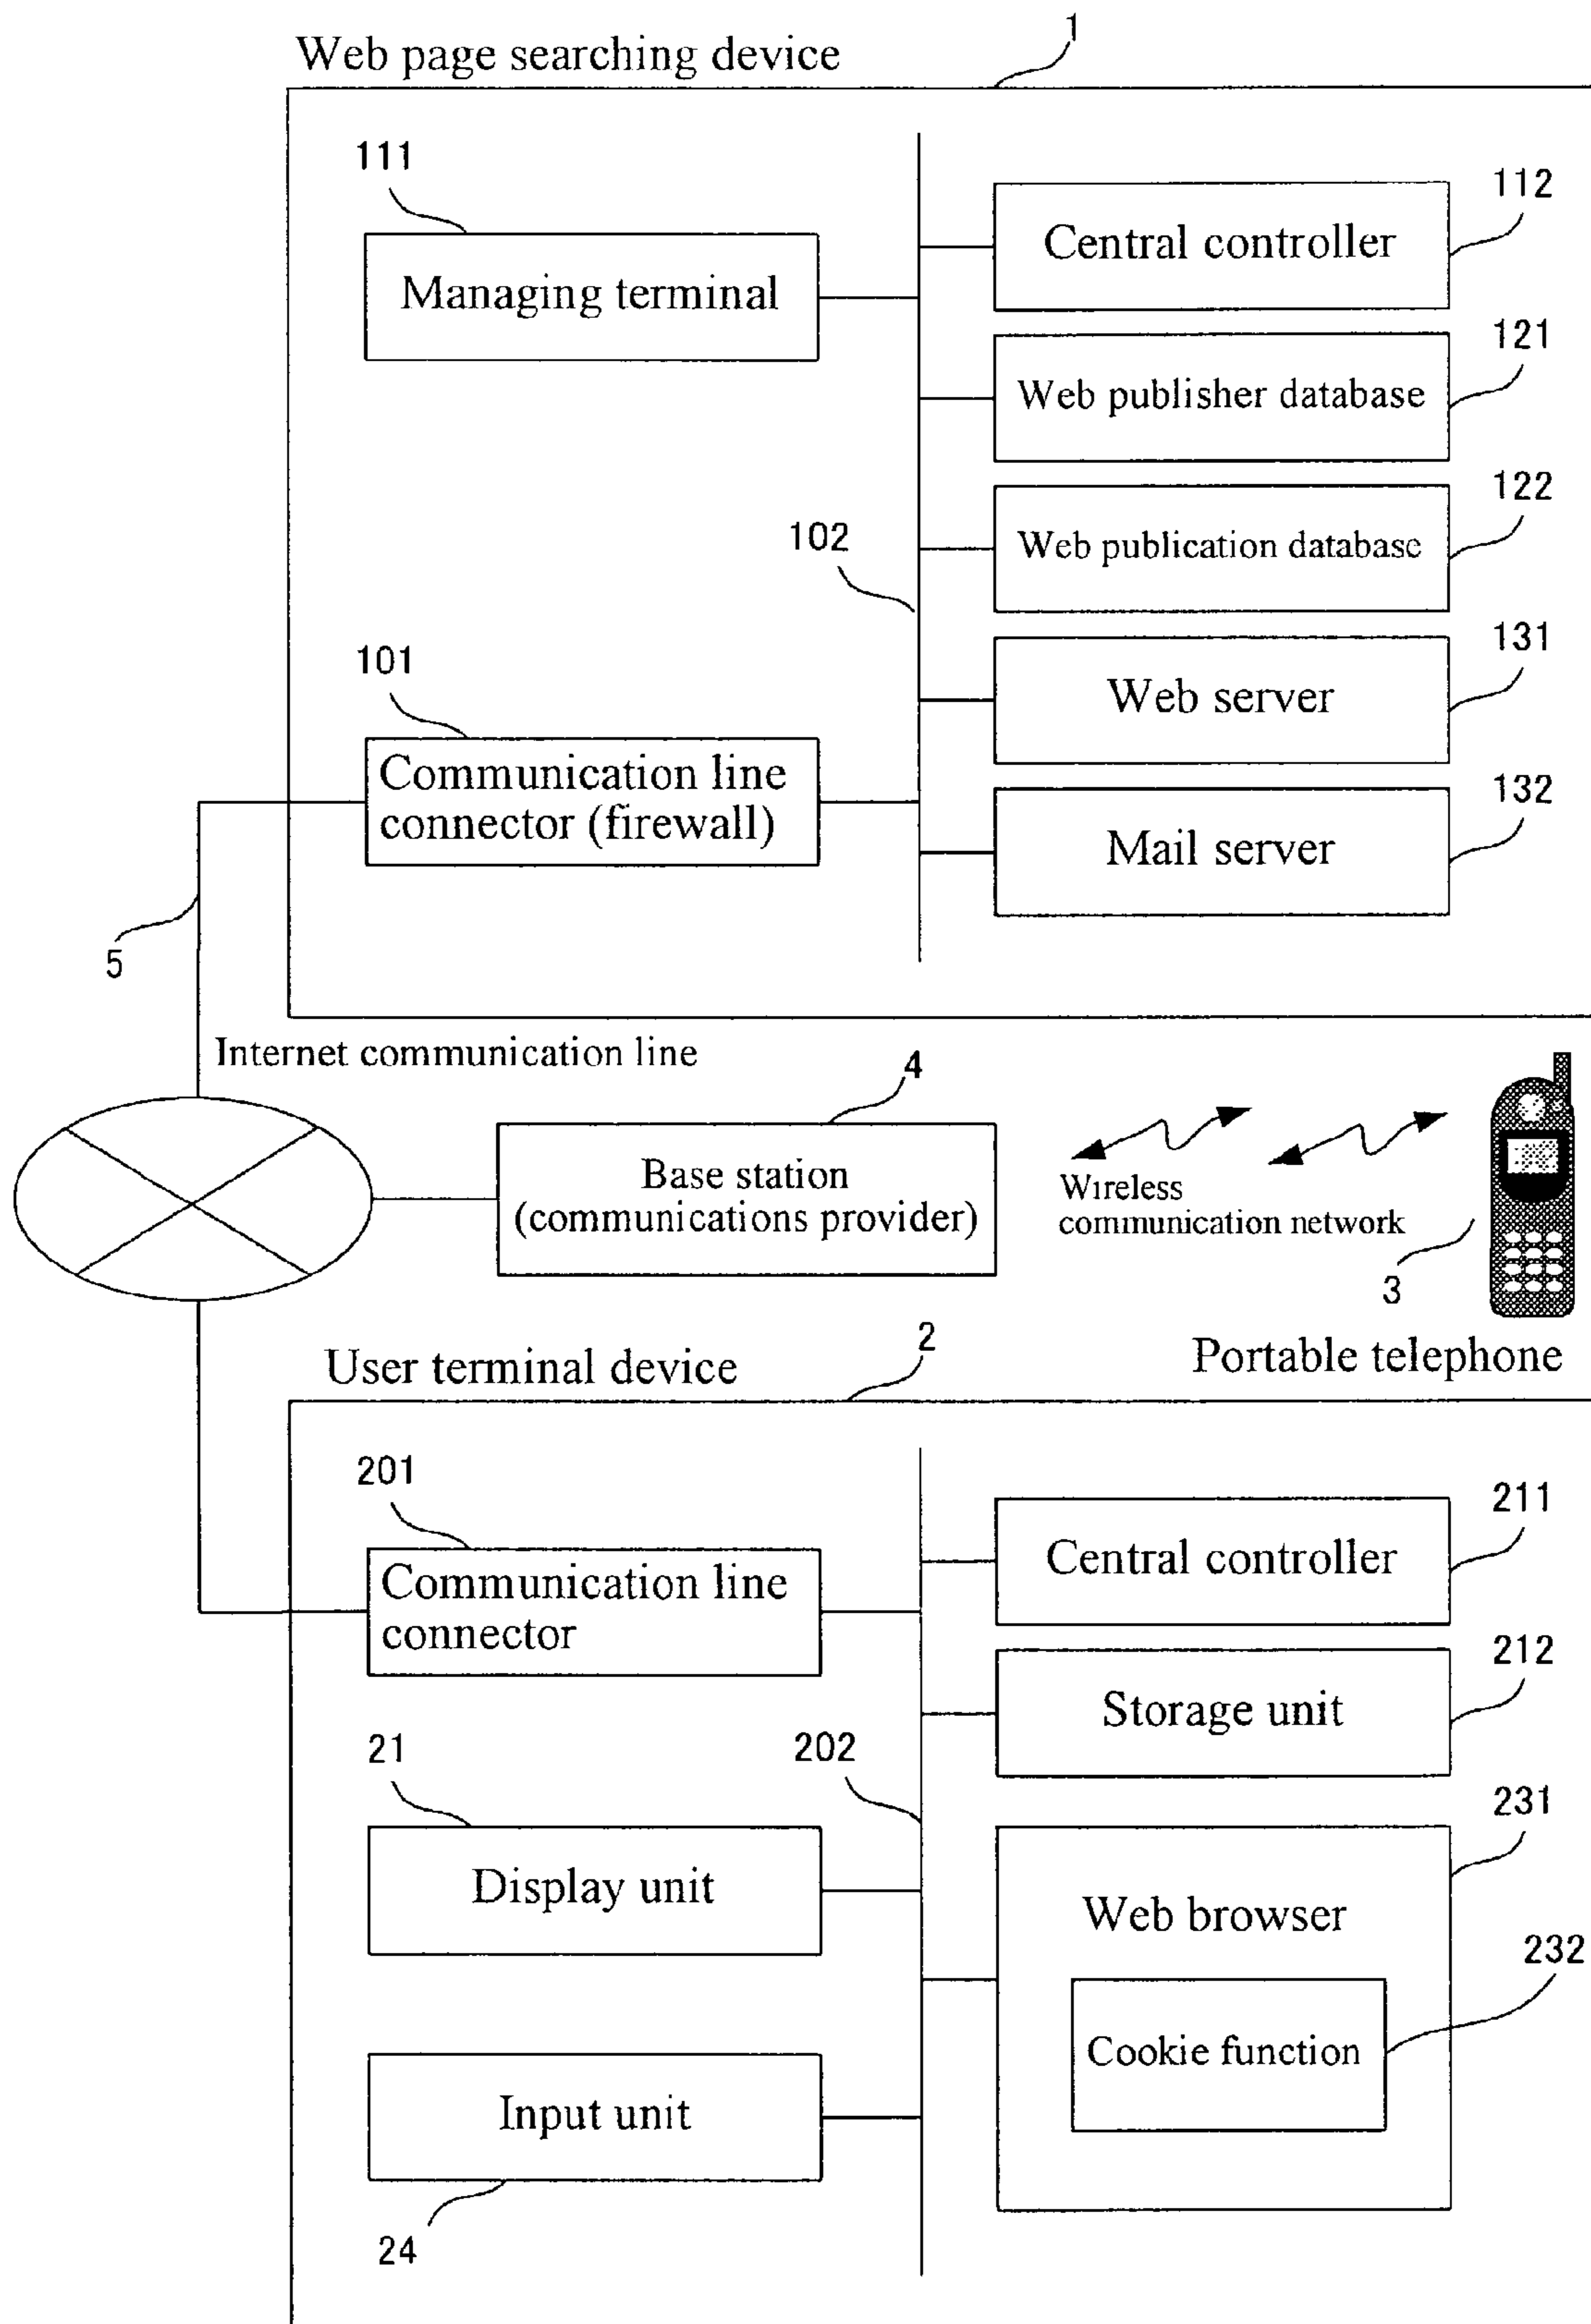 Web page searching device
1
111
Managing terminal
112
Central controller
121
Web publisher database
122
Web publication database
102
131
Web server
101
Communication line
connector (firewall)
132
Mail server
5
Internet communication line
4
Base station
(communications provider)
Wireless
communication network
3
Portable telephone
User terminal device
2
201
Communication line
connector
211
Central controller
212
Storage unit
21
Display unit
202
231
Web browser
232
Cookie function
Input unit
24